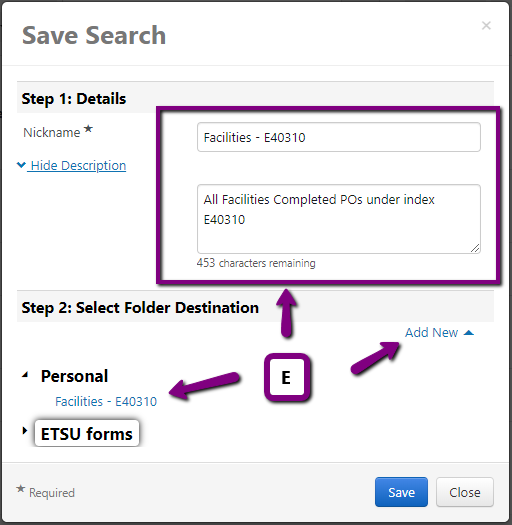 Save Search ×
Step 1: Details
Nickname ★ Facilities - E40310
Hide Description
All Facilities Completed POs under index
E40310
453 characters remaining
Step 2: Select Folder Destination
Add New
E
Personal
Facilities - E40310
ETSU forms
★ Required
Save Close